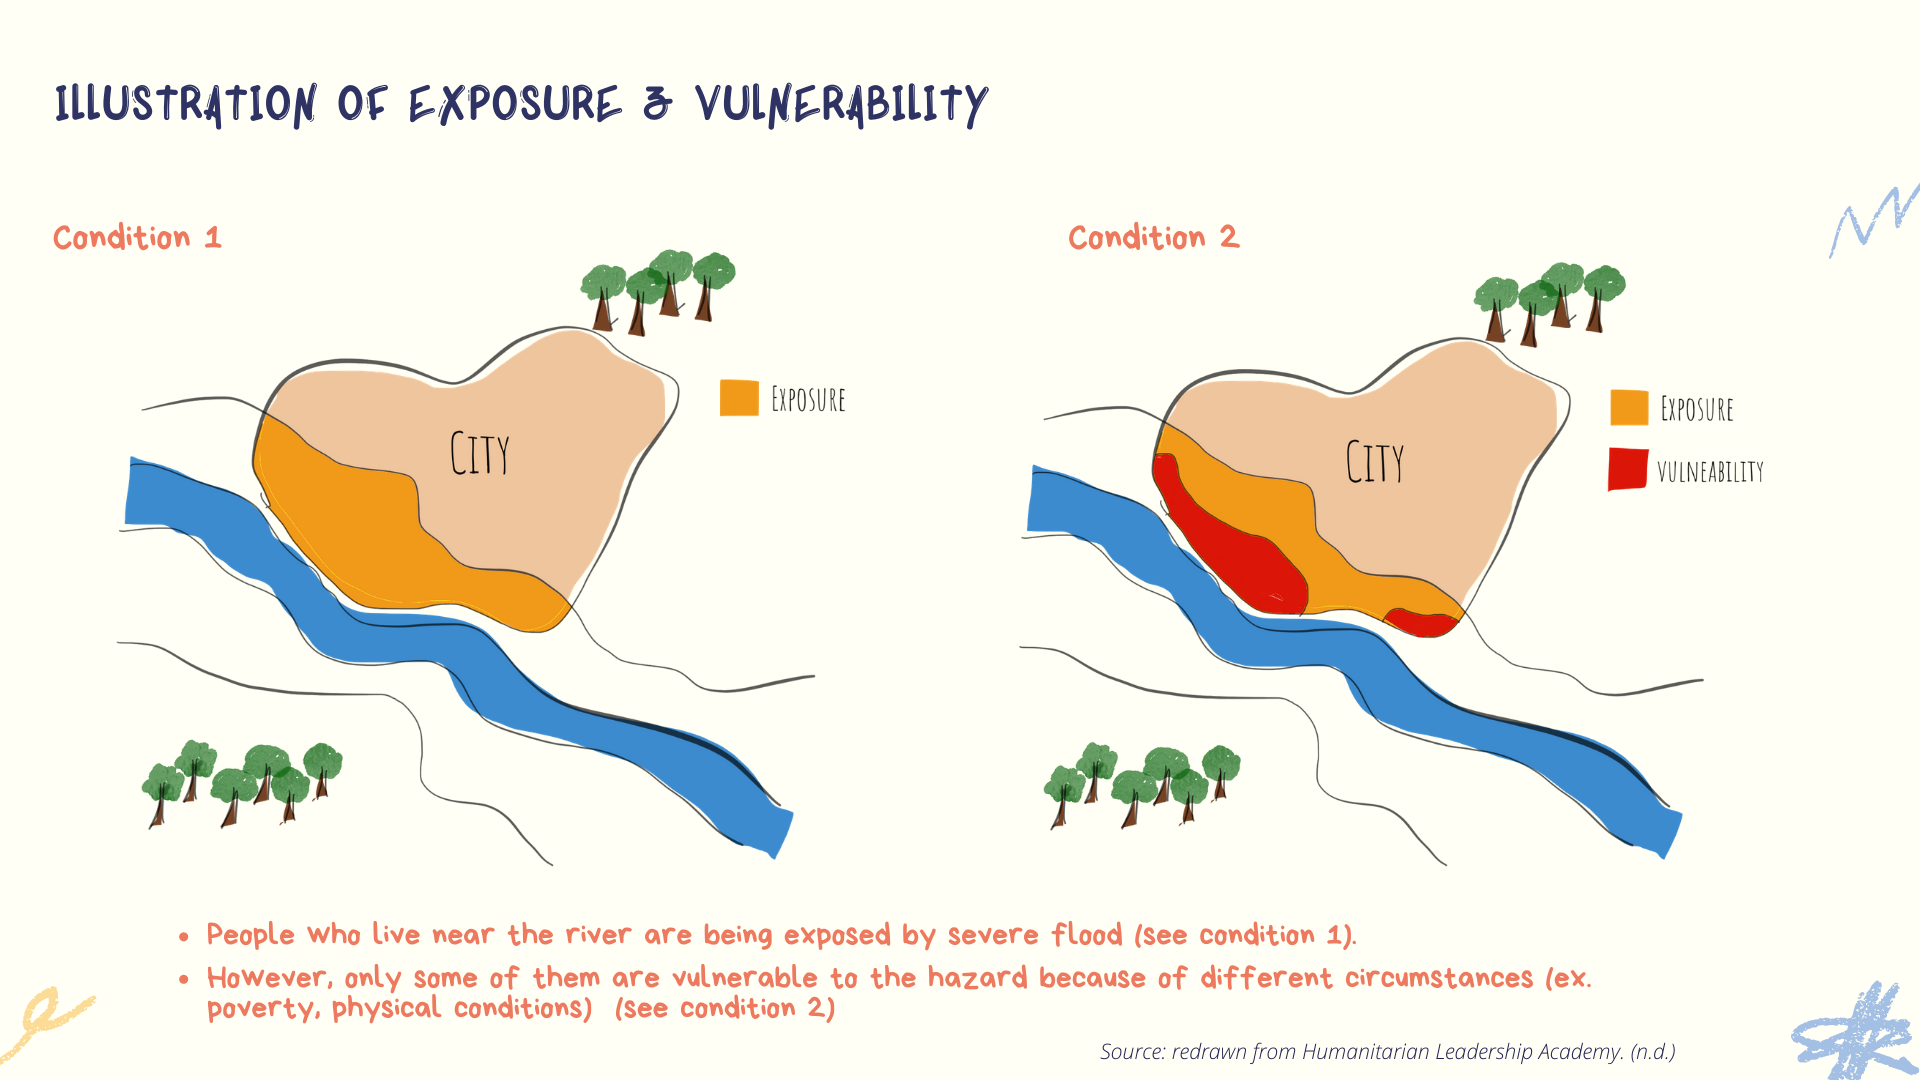 ILLUSTRATION OF EXPOSURE & VULNERABILITY
Condition 1
Condition 2
CITY
EXPOSURE
CITY
EXPOSURE
VULNEABILITY
• People who live near the river are being exposed by severe flood (see condition 1).
• However, only some of them are vulnerable to the hazard because of different circumstances (ex.
poverty, physical conditions) (see condition 2)
Source: redrawn from Humanitarian Leadership Academy. (n.d.)